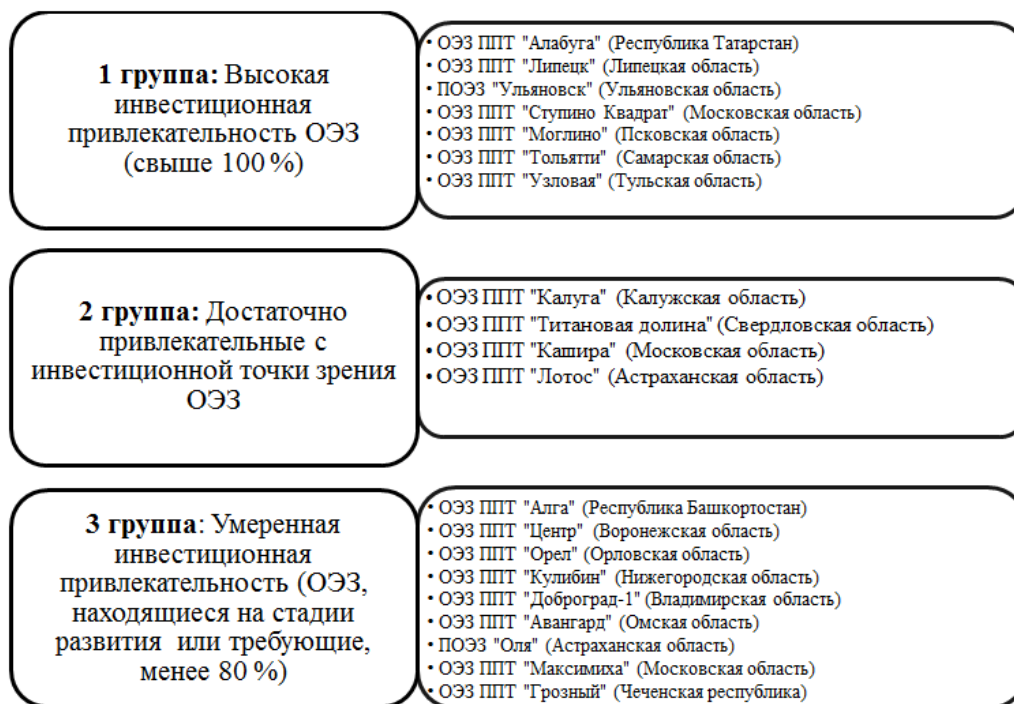 1 группа: Высокая
инвестиционная
привлекательность ОЭЗ
(свыше 100 %)
• ОЭЗ ППТ "Алабуга" (Республика Татарстан)
• ОЭЗ ППТ "Липецк" (Липецкая область)
• ПОЭЗ "Ульяновск" (Ульяновская область)
• ОЭЗ ППТ "Ступино Квадрат" (Московская область)
• ОЭЗ ППТ "Моглино" (Псковская область)
• ОЭЗ ППТ "Тольятти" (Самарская область)
• ОЭЗ ППТ "Узловая" (Тульская область)
2 группа: Достаточно
привлекательные с
инвестиционной точки зрения
ОЭЗ
• ОЭЗ ППТ "Калуга" (Калужская область)
• ОЭЗ ППТ "Титановая долина" (Свердловская область)
• ОЭЗ ППТ "Кашира" (Московская область)
• ОЭЗ ППТ "Лотос" (Астраханская область)
3 группа: Умеренная
инвестиционная
привлекательность (ОЭЗ,
находящиеся на стадии
развития или требующие,
менее 80 %)
• ОЭЗ ППТ "Алга" (Республика Башкортостан)
• ОЭЗ ППТ "Центр" (Воронежская область)
• ОЭЗ ППТ "Орел" (Орловская область)
• ОЭЗ ППТ "Кулибин" (Нижегородская область)
• ОЭЗ ППТ "Доброград-1" (Владимирская область)
• ОЭЗ ППТ "Авангард" (Омская область)
• ПОЭЗ "Оля" (Астраханская область)
• ОЭЗ ППТ "Максимиха" (Московская область)
• ОЭЗ ППТ "Грозный" (Чеченская республика)